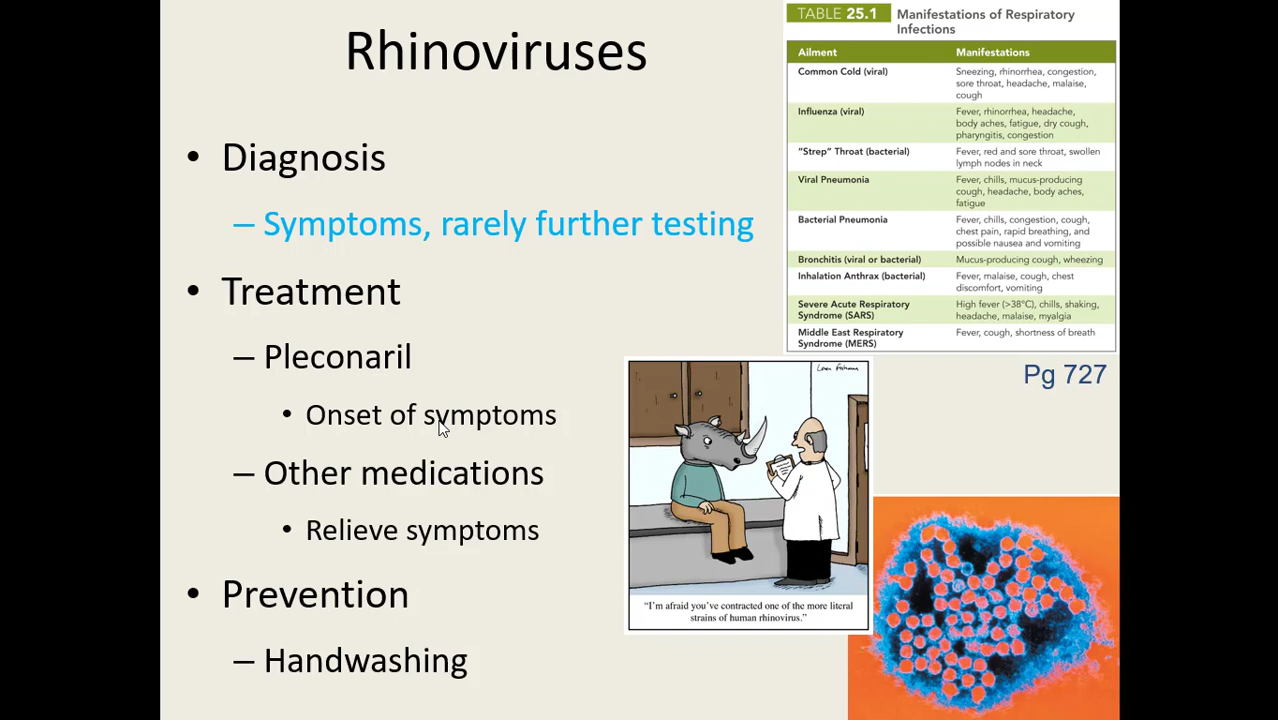 Rhinoviruses
• Diagnosis
– Symptoms, rarely further testing
• Treatment
– Pleconaril
• Onset of symptoms
– Other medications
• Relieve symptoms
• Prevention
– Handwashing
TABLE 25.1 Manifestations of Respiratory
Infections
Ailment Manifestations
Common Cold (viral) Sneezing, rhinorrhea, congestion,
sore throat, headache, malaise,
cough
Influenza (viral) Fever, rhinorrhea, headache,
body aches, fatigue, dry cough,
pharyngitis, congestion
“Strep” Throat (bacterial) Fever, red and sore throat, swollen
lymph nodes in neck
Viral Pneumonia Fever, chills, mucus-producing
cough, headache, body aches,
fatigue
Bacterial Pneumonia Fever, chills, congestion, cough,
chest pain, rapid breathing, and
possible nausea and vomiting
Bronchitis (viral or bacterial) Mucus-producing cough, wheezing
Inhalation Anthrax (bacterial) Fever, malaise, cough, chest
discomfort, vomiting
Severe Acute Respiratory High fever (>38°C), chills, shaking,
Syndrome (SARS) headache, malaise, myalgia
Middle East Respiratory Fever, cough, shortness of breath
Syndrome (MERS)
Pg 727
“I’m afraid you’ve contracted one of the more literal
strains of human rhinovirus.”